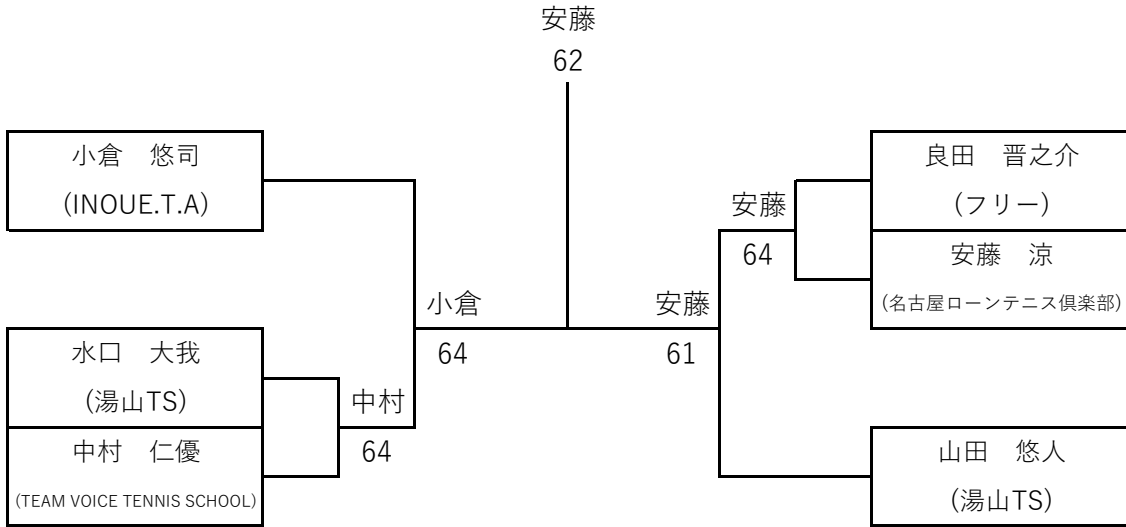 安藤
62
小倉　悠司
(INOUE.T.A)
水口　大我
(湯山TS)
中村　仁優
(TEAM VOICE TENNIS SCHOOL)
中村
64
小倉
64
安藤
61
安藤
64
良田　晋之介
(フリー)
安藤　涼
(名古屋ローンテニス倶楽部)
山田　悠人
(湯山TS)